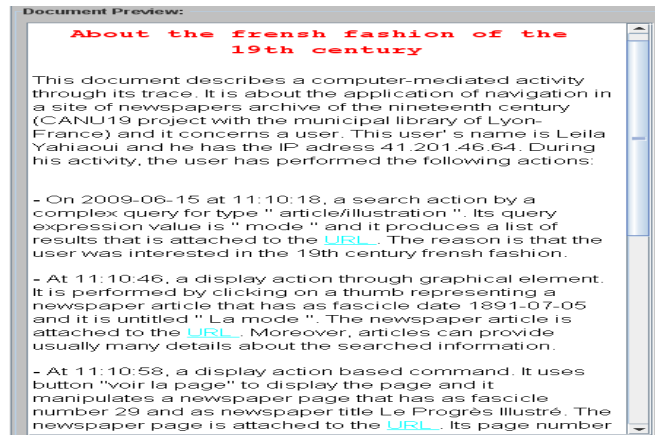 Document Preview:
About the frensh fashion of the
19th century
This document describes a computer-mediated activity
through its trace. It is about the application of navigation in
a site of newspapers archive of the nineteenth century
(CANU19 project with the municipal library of Lyon-
France) and it concerns a user. This user' s name is Leila
Yahiaoui and he has the IP adress 41.201.46.64. During
his activity, the user has performed the following actions:
- On 2009-06-15 at 11:10:18, a search action by a
complex query for type " article/illustration ". Its query
expression value is " mode " and it produces a list of
results that is attached to the URL . The reason is that the
user was interested in the 19th century frensh fashion.
- At 11:10:46, a display action through graphical element.
It is performed by clicking on a thumb representing a
newspaper article that has as fascicle date 1891-07-05
and it is untitled " La mode ". The newspaper article is
attached to the URL . Moreover, articles can provide
usually many details about the searched information.
- At 11:10:58, a display action based command. It uses
button "voir la page" to display the page and it
manipulates a newspaper page that has as fascicle
number 29 and as newspaper title Le Progrès Illustré. The
newspaper page is attached to the URL . Its page number